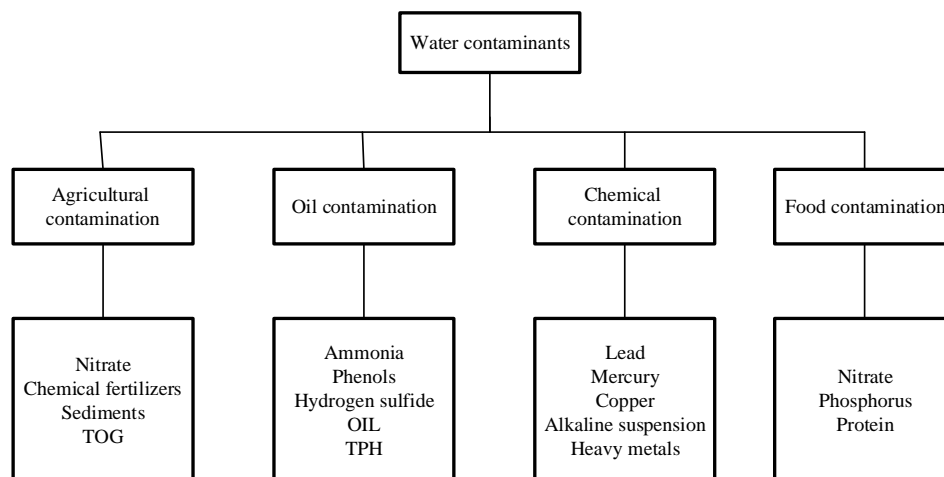 Water contaminants
Agricultural
contamination
Oil contamination
Chemical
contamination
Food contamination
Nitrate
Chemical fertilizers
Sediments
TOG
Ammonia
Phenols
Hydrogen sulfide
OIL
TPH
Lead
Mercury
Copper
Alkaline suspension
Heavy metals
Nitrate
Phosphorus
Protein